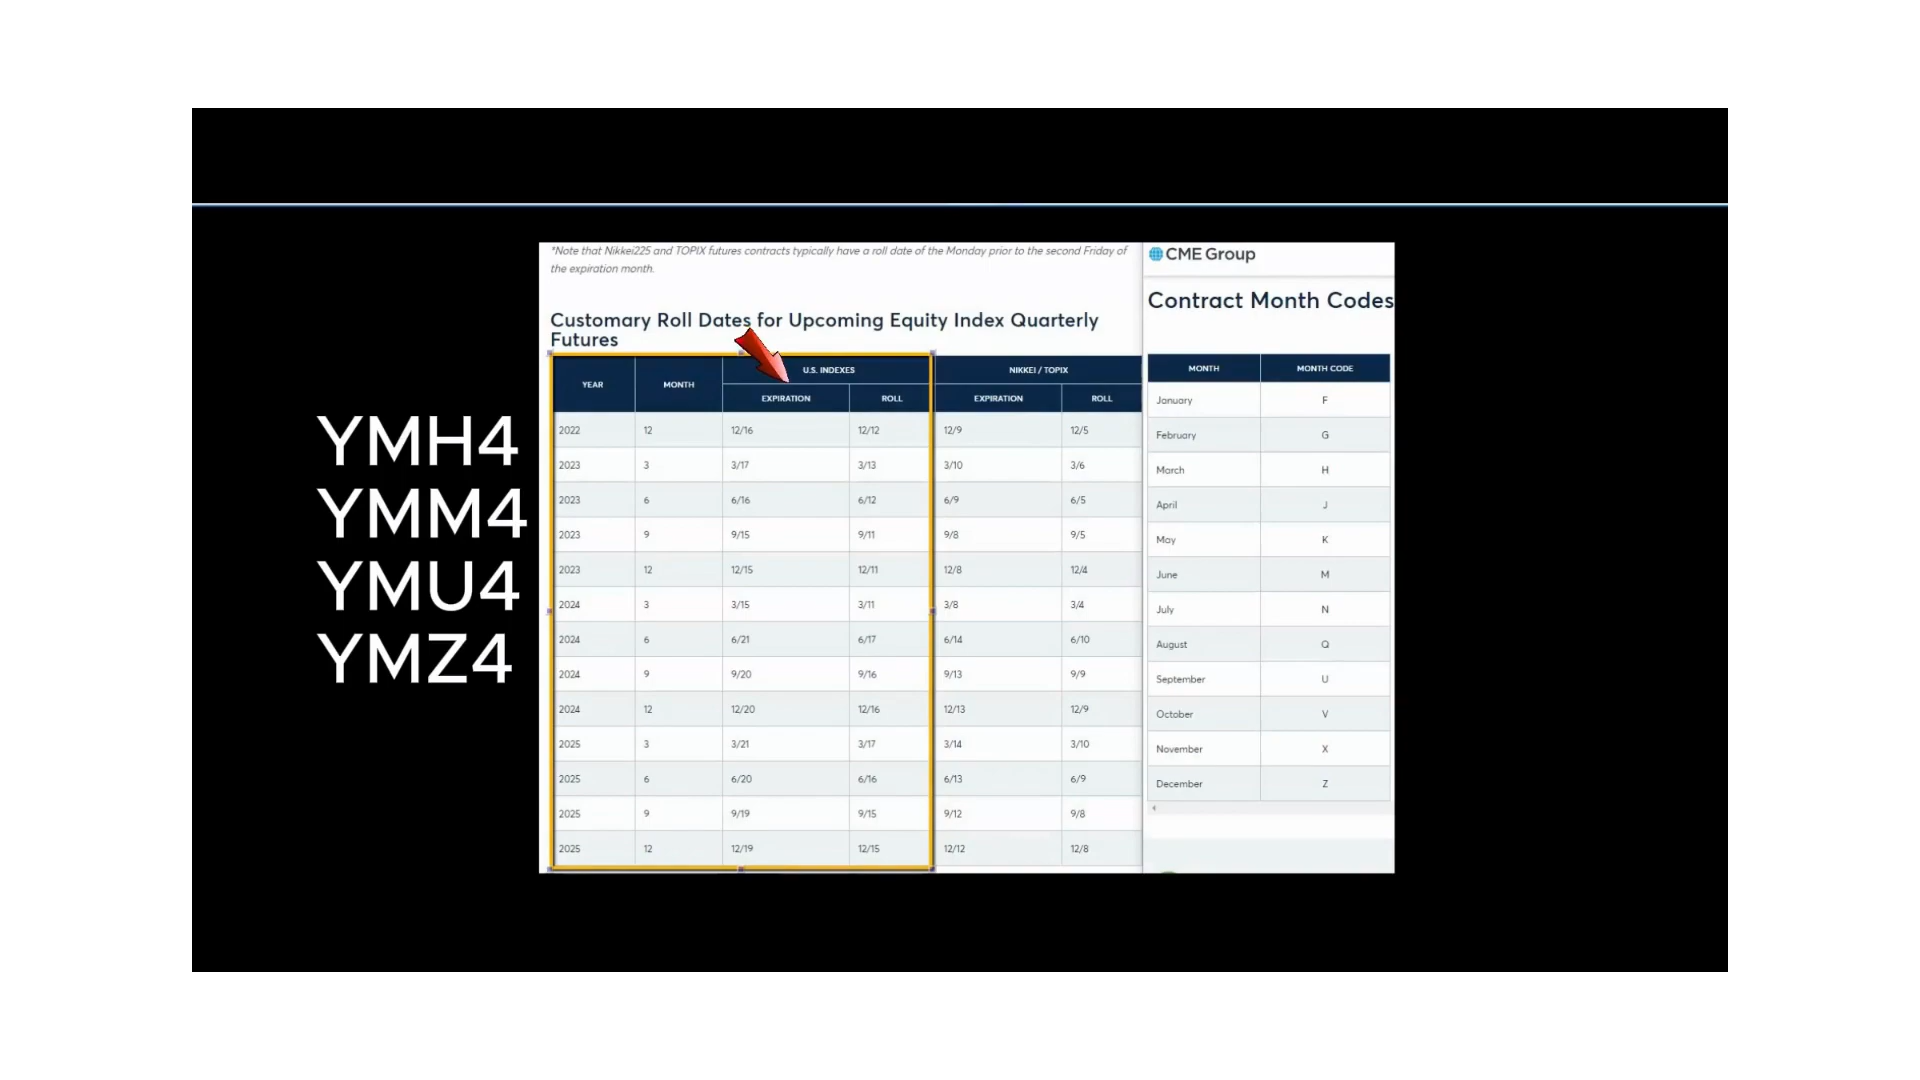 YMH4
YMM4
YMU4
YMZ4
*Note that Nikkei225 and TOPIX futures contracts typically have a roll date of the Monday prior to the second Friday of
the expiration month.
Customary Roll Dates for Upcoming Equity Index Quarterly
Futures
YEAR MONTH U.S. INDEXES NIKKEI / TOPIX
EXPIRATION ROLL EXPIRATION ROLL
2022 12 12/16 12/12 12/9 12/5
2023 3 3/17 3/13 3/10 3/6
2023 6 6/16 6/12 6/9 6/5
2023 9 9/15 9/11 9/8 9/5
2023 12 12/15 12/11 12/8 12/4
2024 3 3/15 3/11 3/8 3/4
2024 6 6/21 6/17 6/14 6/10
2024 9 9/20 9/16 9/13 9/9
2024 12 12/20 12/16 12/13 12/9
2025 3 3/21 3/17 3/14 3/10
2025 6 6/20 6/16 6/13 6/9
2025 9 9/19 9/15 9/12 9/8
2025 12 12/19 12/15 12/12 12/8
CME Group
Contract Month Codes
MONTH MONTH CODE
January F
February G
March H
April J
May K
June M
July N
August Q
September U
October V
November X
December Z